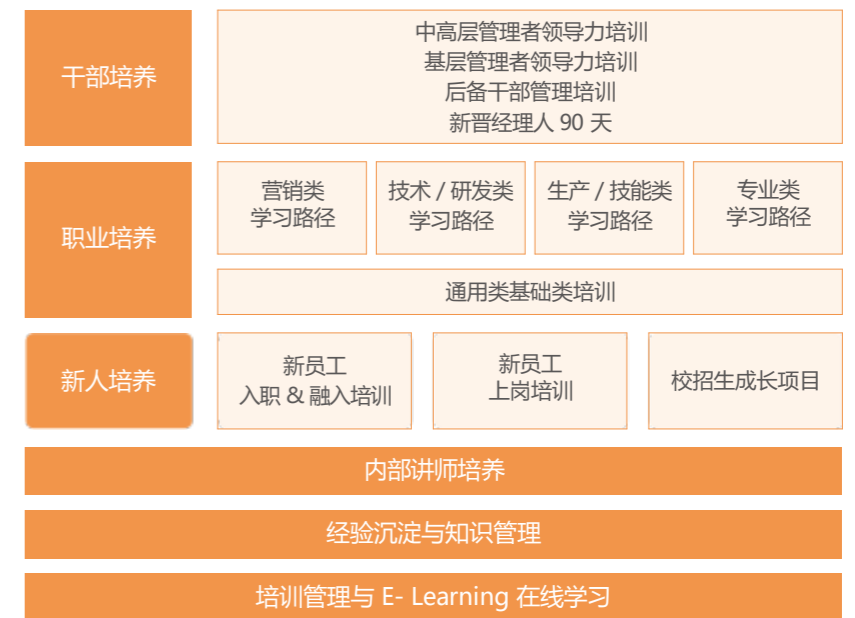 干部培养
中高层管理者领导力培训
基层管理者领导力培训
后备干部管理培训
新晋经理人 90 天
职业培养
营销类
学习路径
技术 / 研发类
学习路径
生产 / 技能类
学习路径
专业类
学习路径
通用类基础类培训
新人培养
新员工
入职 & 融入培训
新员工
上岗培训
校招生成长项目
内部讲师培养
经验沉淀与知识管理
培训管理与 E- Learning 在线学习